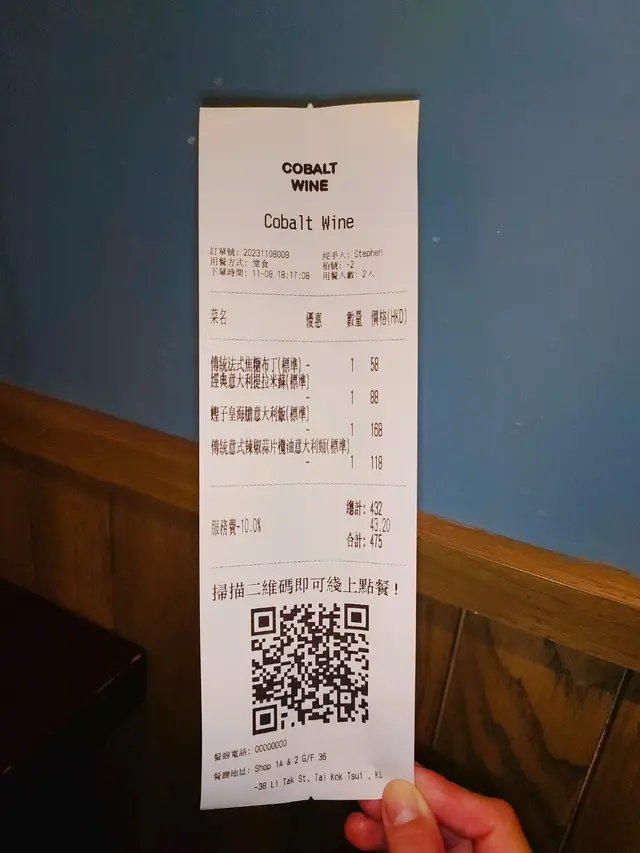 COBALT
WINE
Cobalt Wine
訂單號: 20231108009 經手人: Stephen
用餐方式: 堂食 枱號: -2
下單時間: 11-08 18:17:08 用餐人數: 2人
菜名 優惠 數量 價格(HKD)
傳統法式焦糖布丁(標準) - 1 58
經典意大利提拉米蘇(標準)
- 1 88
蟶子皇海膽意大利飯(標準)
- 1 168
傳統意式辣椒蒜片欖油意大利麵(標準)
- 1 118
總計: 432
服務費-10.0% 43.20
合計: 475
掃描二維碼即可綫上點餐！
餐廳電話: 00000000
餐廳地址: Shop 1A & 2 G/F 36
-38 Li Tak St, Tai Kok Tsui , KL